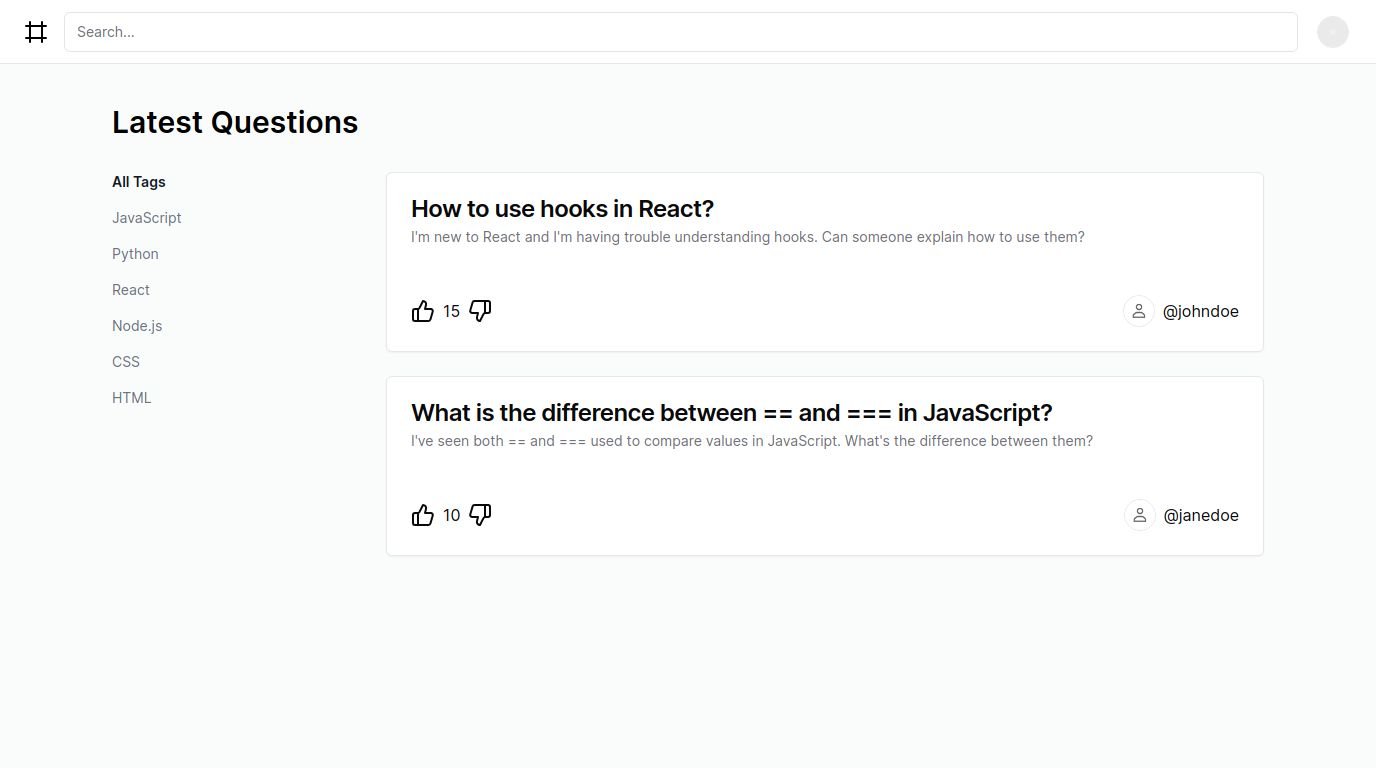 Search...
Latest Questions
All Tags
JavaScript
Python
React
Node.js
CSS
HTML
How to use hooks in React?
I'm new to React and I'm having trouble understanding hooks. Can someone explain how to use them?
15
@johndoe
What is the difference between == and === in JavaScript?
I've seen both == and === used to compare values in JavaScript. What's the difference between them?
10
@janedoe